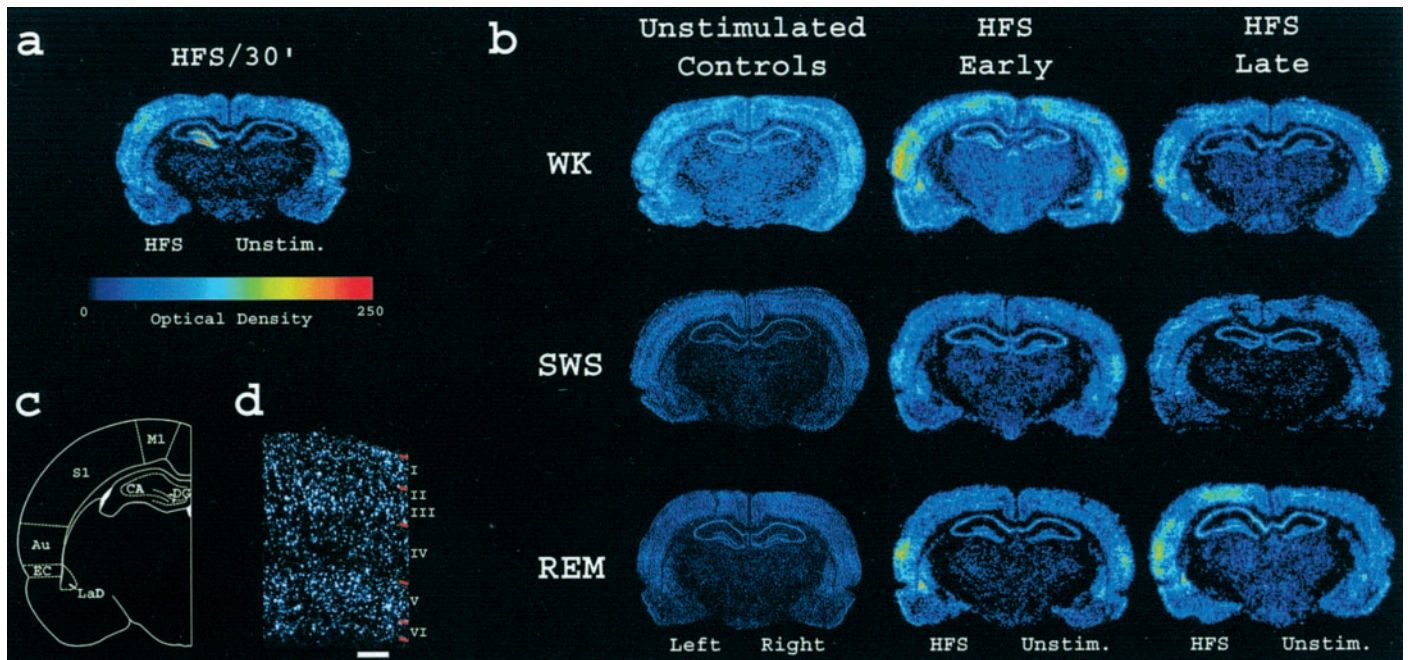 a
HFS/30'
HFS Unstim.
0 250
Optical Density
b
Unstimulated Controls
HFS Early
HFS Late
WK
SWS
REM
Left Right
HFS Unstim.
HFS Unstim.
c
M1
S1
CA
DG
Au
EC
LaD
d
I
II
III
IV
V
VI